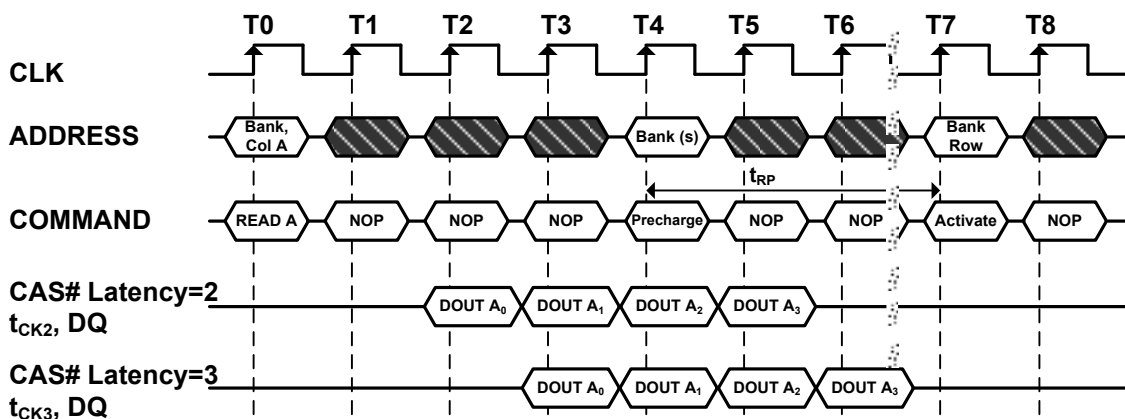 T0 T1 T2 T3 T4 T5 T6 T7 T8
CLK
ADDRESS
Bank, Col A
Bank (s)
Bank Row
tRP
COMMAND
READ A NOP NOP NOP Precharge NOP NOP Activate NOP
CAS# Latency=2
tCK2, DQ
DOUT A0 DOUT A1 DOUT A2 DOUT A3
CAS# Latency=3
tCK3, DQ
DOUT A0 DOUT A1 DOUT A2 DOUT A3